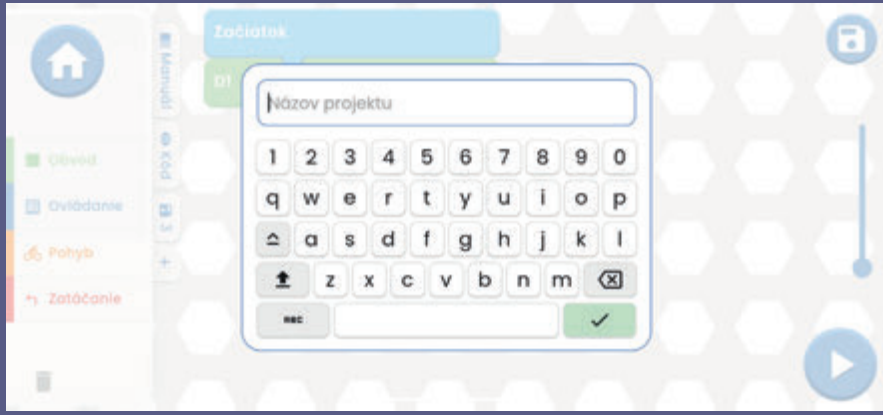 Začiatok
D1
Manuál
Kód
S
+
Obvod
Ovládanie
Pohyb
Zatáčanie
Názov projektu
1 2 3 4 5 6 7 8 9 0
q w e r t y u i o p
a s d f g h j k l
z x c v b n m
ABC